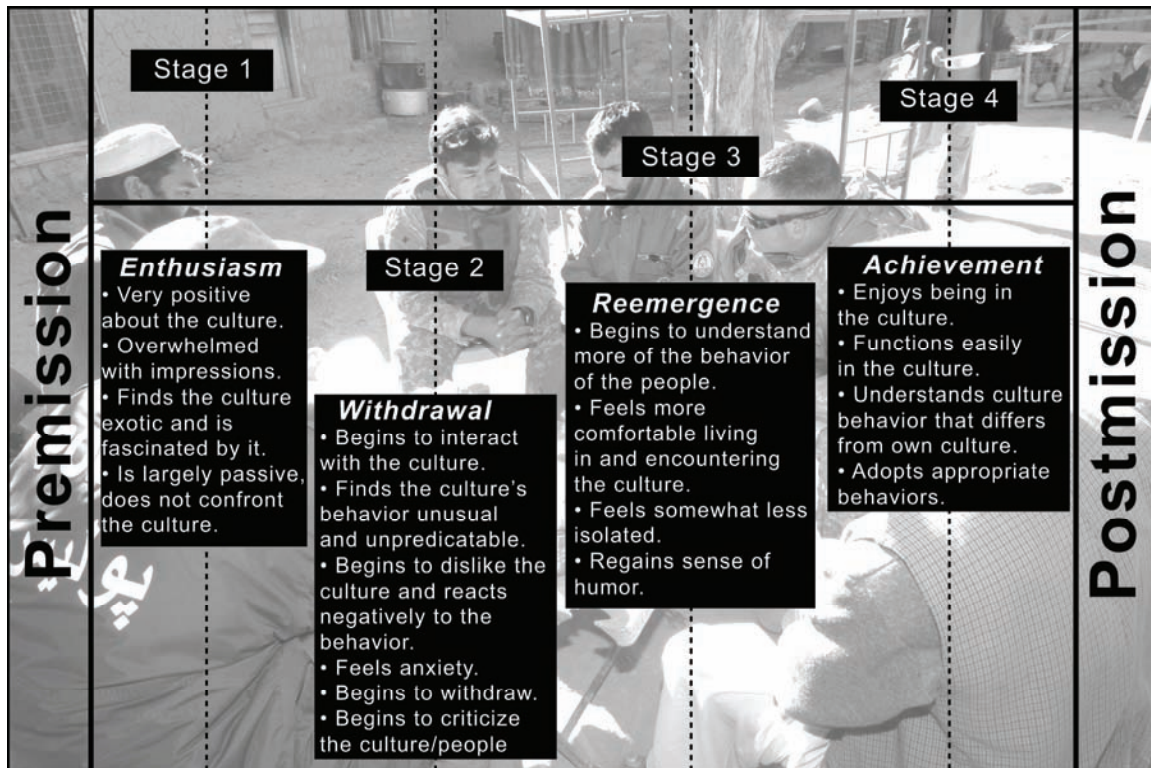 Premission
Stage 1
Enthusiasm
• Very positive
about the culture.
• Overwhelmed
with impressions.
• Finds the culture
exotic and is
fascinated by it.
• Is largely passive,
does not confront
the culture.
Stage 2
Withdrawal
• Begins to interact
with the culture.
• Finds the culture's
behavior unusual
and unpredicatable.
• Begins to dislike the
culture and reacts
negatively to the
behavior.
• Feels anxiety.
• Begins to withdraw.
• Begins to criticize
the culture/people
Stage 3
Reemergence
• Begins to understand
more of the behavior
of the people.
• Feels more
comfortable living
in and encountering
the culture.
• Feels somewhat less
isolated.
• Regains sense of
humor.
Stage 4
Achievement
• Enjoys being in
the culture.
• Functions easily
in the culture.
• Understands culture
behavior that differs
from own culture.
• Adopts appropriate
behaviors.
Postmission